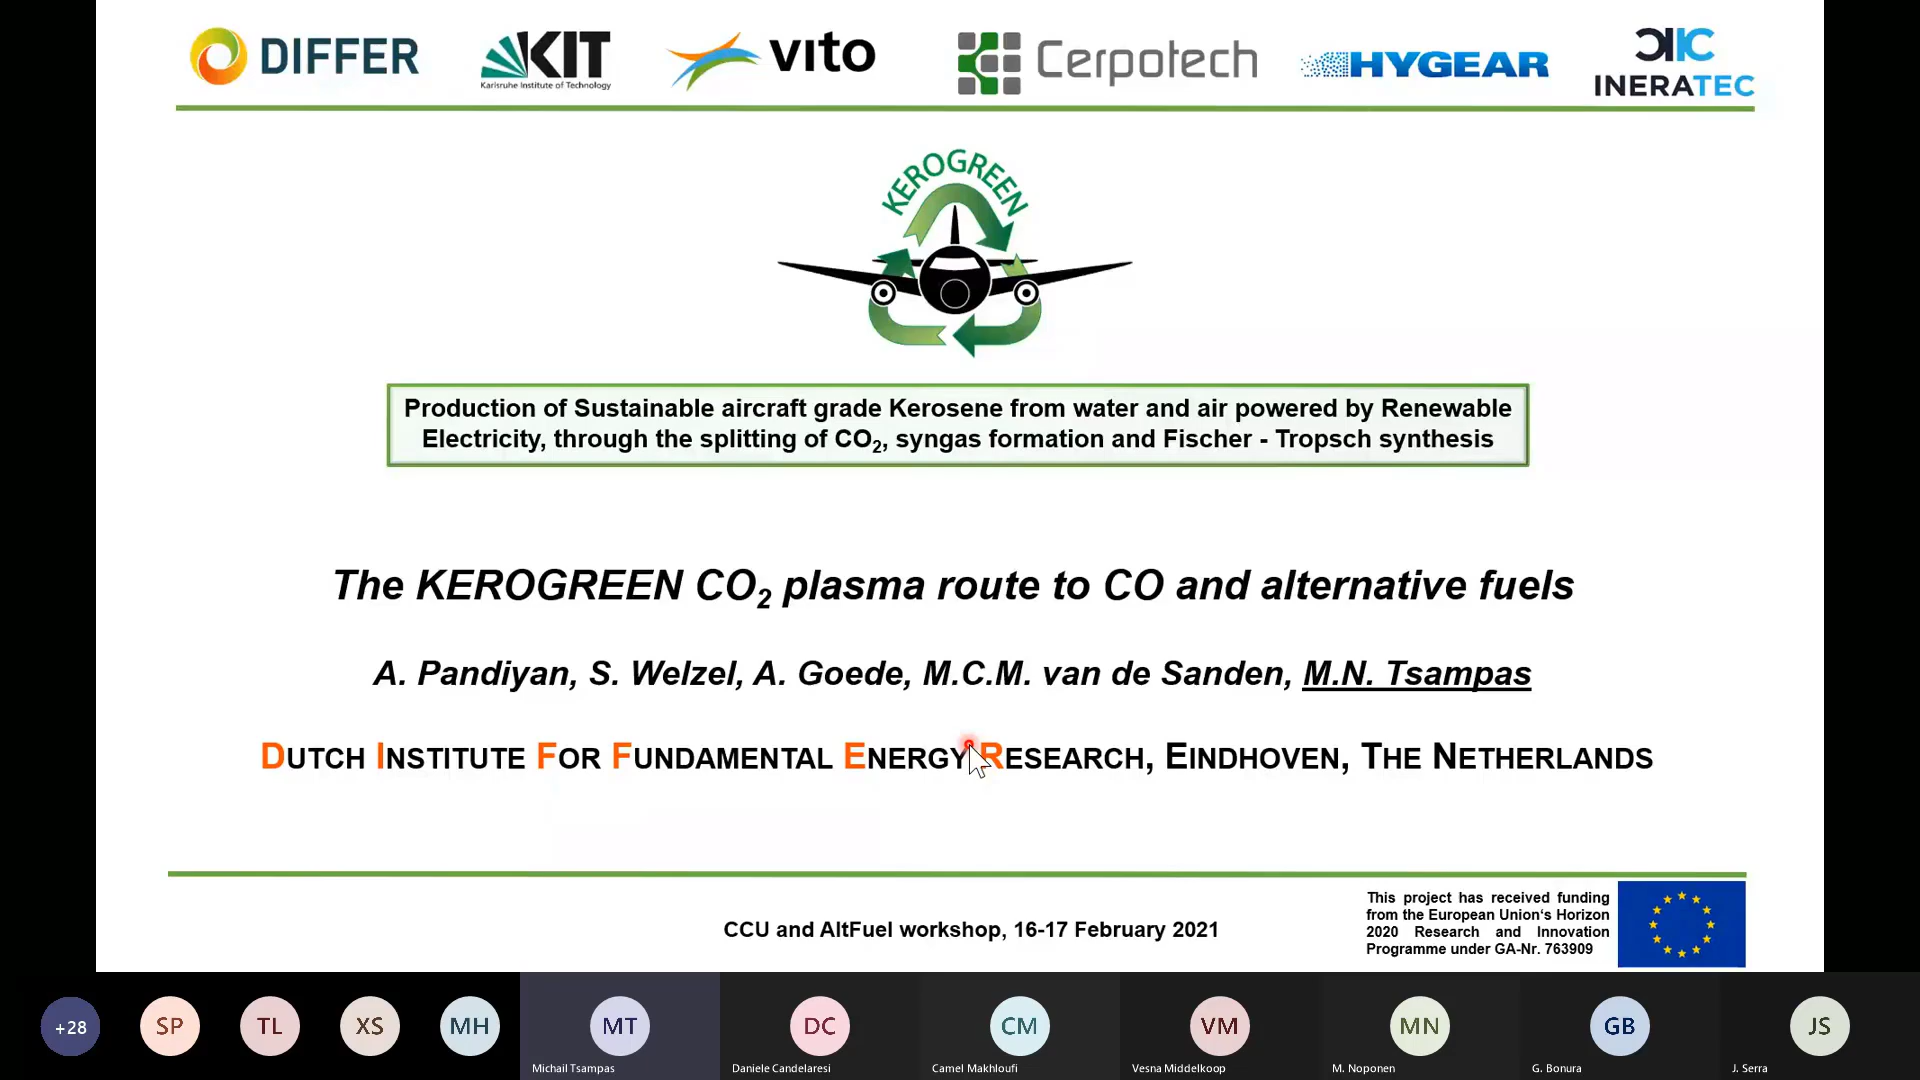 DIFFER
KIT
Karlsruhe Institute of Technology
vito
Cerpotech
HYGEAR
INERATEC
KEROGREEN
Production of Sustainable aircraft grade Kerosene from water and air powered by Renewable
Electricity, through the splitting of CO₂, syngas formation and Fischer - Tropsch synthesis
The KEROGREEN CO₂ plasma route to CO and alternative fuels
A. Pandiyan, S. Welzel, A. Goede, M.C.M. van de Sanden, M.N. Tsampas
DUTCH INSTITUTE FOR FUNDAMENTAL ENERGY RESEARCH, EINDHOVEN, THE NETHERLANDS
CCU and AltFuel workshop, 16-17 February 2021
This project has received funding
from the European Union's Horizon
2020 Research and Innovation
Programme under GA-Nr. 763909
+28
SP
TL
XS
MH
MT
DC
CM
VM
MN
GB
JS
Michail Tsampas
Daniele Candelaresi
Camel Makhloufi
Vesna Middelkoop
M. Noponen
G. Bonura
J. Serra